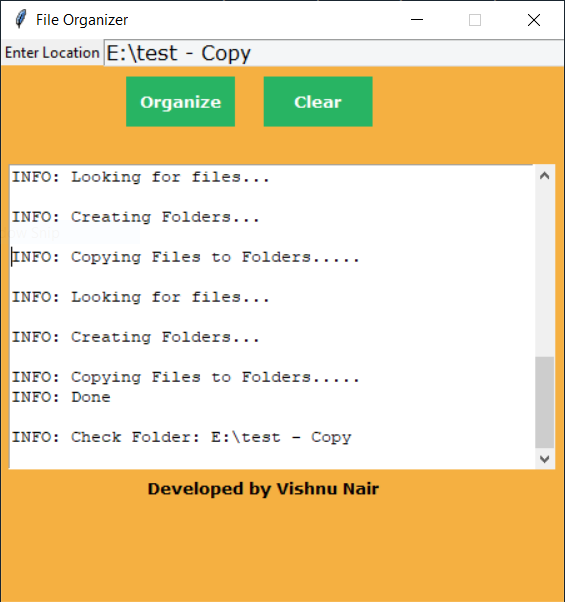 File Organizer
Enter Location E:\test - Copy
Organize Clear
INFO: Looking for files...
INFO: Creating Folders...
INFO: Copying Files to Folders.....
INFO: Looking for files...
INFO: Creating Folders...
INFO: Copying Files to Folders.....
INFO: Done
INFO: Check Folder: E:\test - Copy
Developed by Vishnu Nair